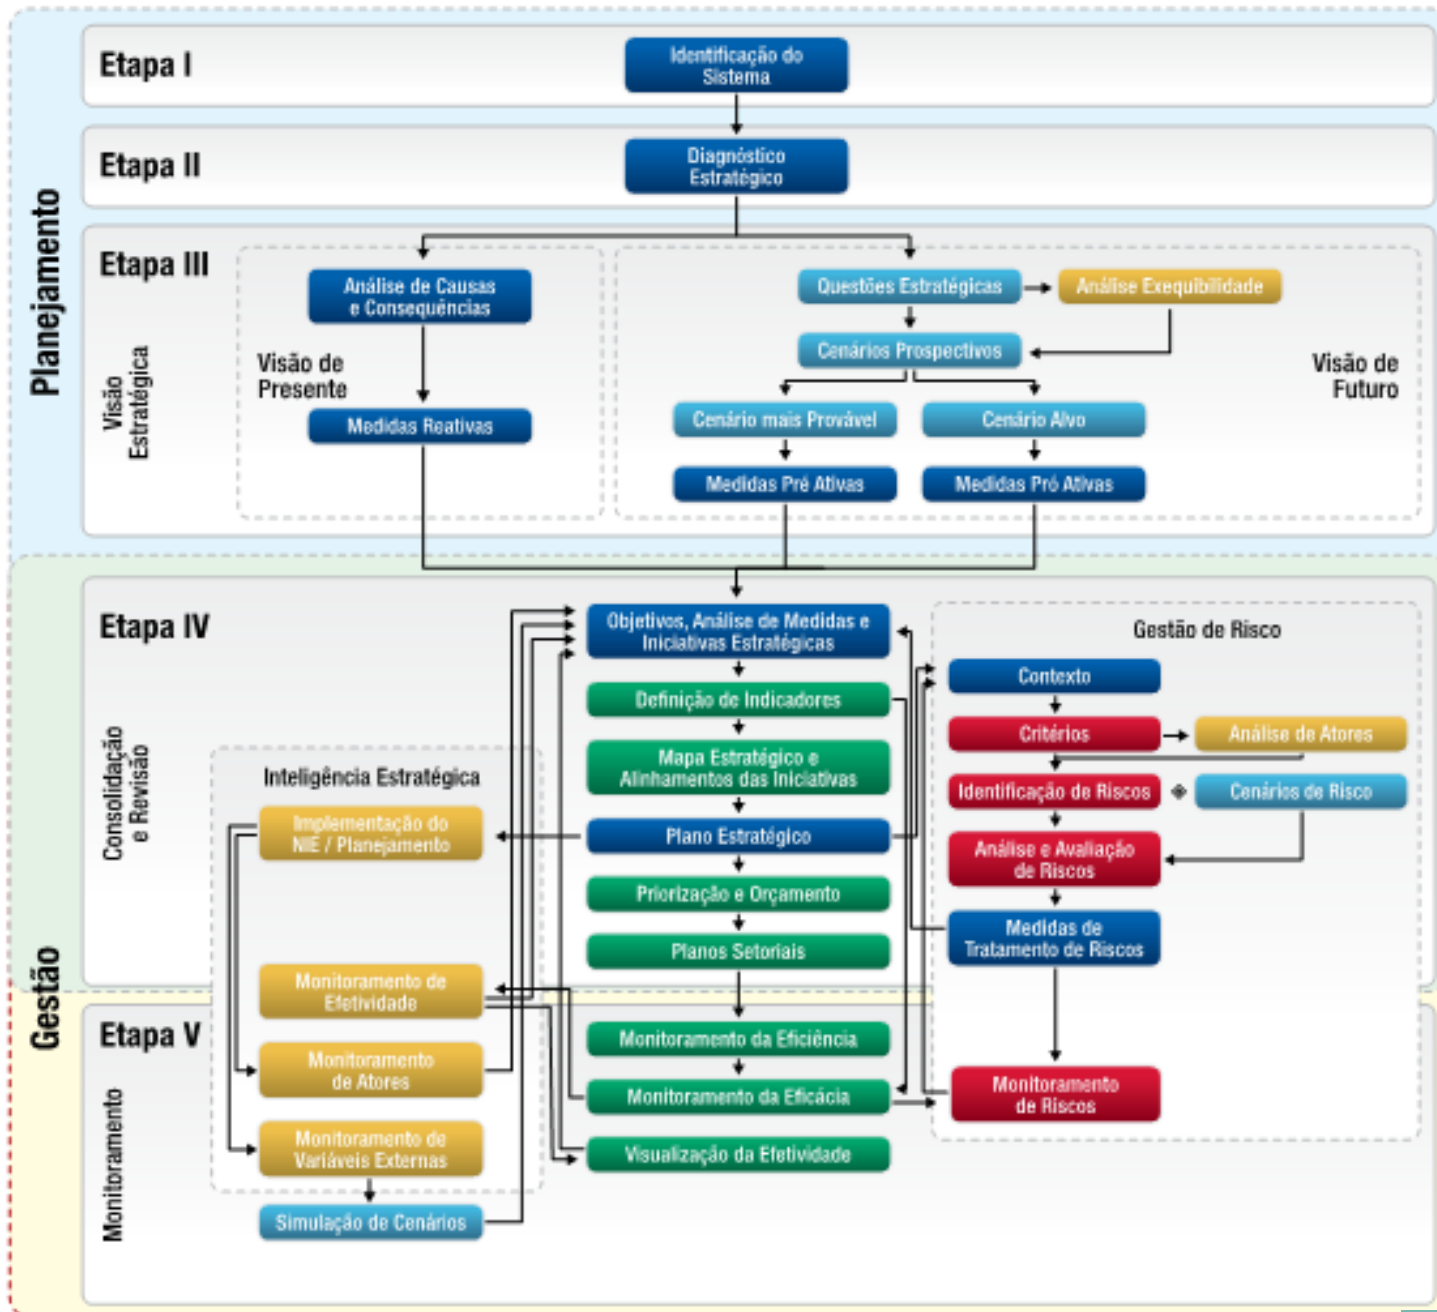 Planejamento
Etapa I
Identificação do
Sistema
Etapa II
Diagnóstico
Estratégico
Etapa III
Visão
Estratégica
Análise de Causas
e Consequências
Visão de
Presente
Medidas Reativas
Questões Estratégicas
Análise Exequibilidade
Cenários Prospectivos
Visão de
Futuro
Cenário mais Provável
Cenário Alvo
Medidas Pré Ativas
Medidas Pró Ativas
Gestão
Etapa IV
Consolidação
e Revisão
Objetivos, Análise de Medidas e
Iniciativas Estratégicas
Definição de Indicadores
Mapa Estratégico e
Alinhamentos das Iniciativas
Plano Estratégico
Priorização e Orçamento
Planos Setoriais
Inteligência Estratégica
Implementação do
NIE / Planejamento
Monitoramento de
Efetividade
Monitoramento
de Atores
Monitoramento de
Variáveis Externas
Simulação de Cenários
Gestão de Risco
Contexto
Critérios
Análise de Atores
Identificação de Riscos
Cenários de Risco
Análise e Avaliação
de Riscos
Medidas de
Tratamento de Riscos
Monitoramento
de Riscos
Etapa V
Monitoramento
Monitoramento da Eficiência
Monitoramento da Eficácia
Visualização da Efetividade